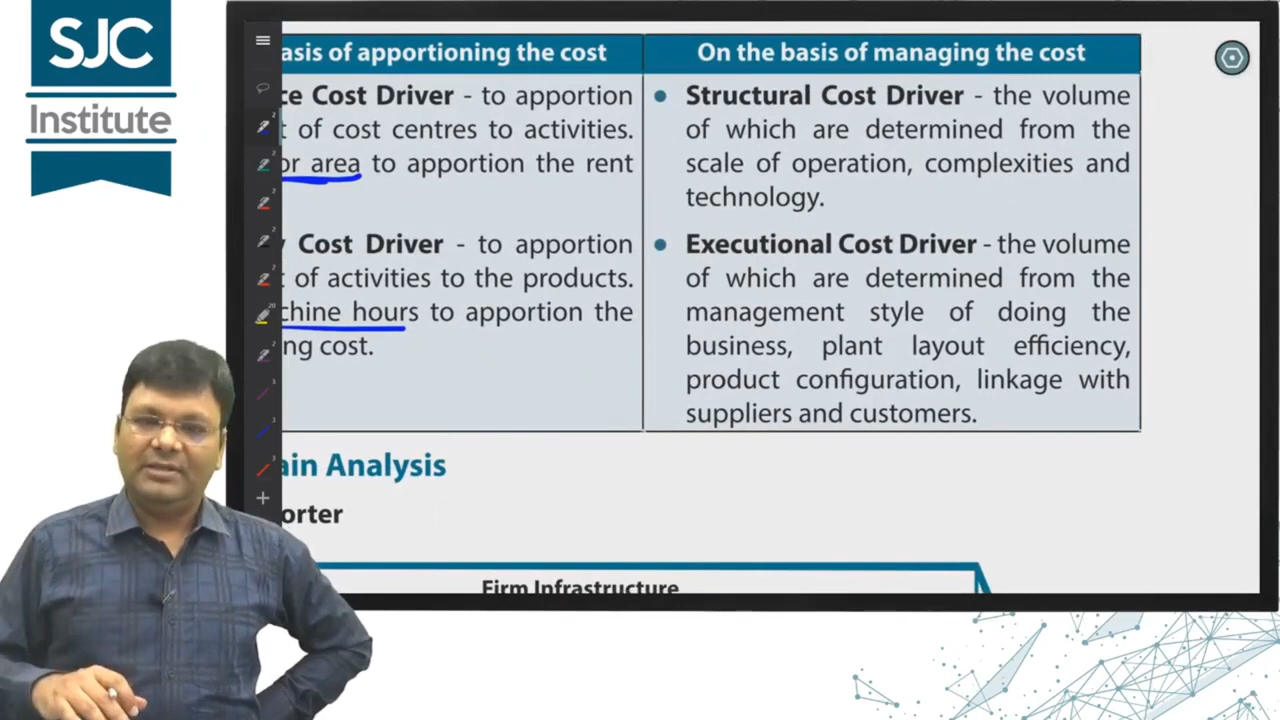 SJC
Institute
asis of apportioning the cost
On the basis of managing the cost
ce Cost Driver - to apportion
t of cost centres to activities.
or area to apportion the rent
Cost Driver - to apportion
t of activities to the products.
chine hours to apportion the
ng cost.
• Structural Cost Driver - the volume
of which are determined from the
scale of operation, complexities and
technology.
• Executional Cost Driver - the volume
of which are determined from the
management style of doing the
business, plant layout efficiency,
product configuration, linkage with
suppliers and customers.
ain Analysis
orter
Firm Infrastructure